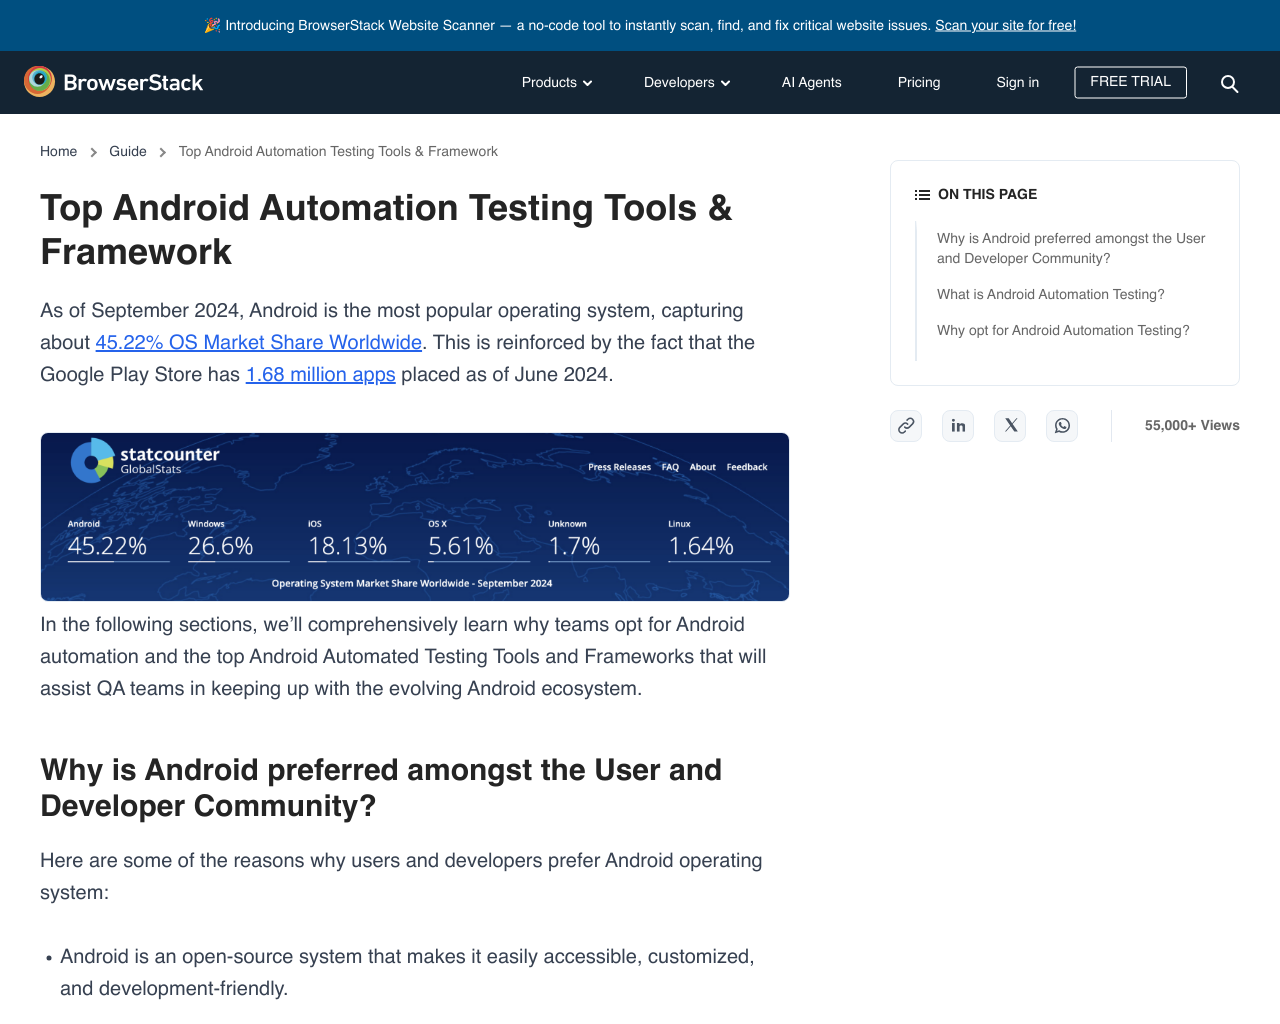 🎉 Introducing BrowserStack Website Scanner — a no-code tool to instantly scan, find, and fix critical website issues. Scan your site for free!
BrowserStack
Products
Developers
AI Agents
Pricing
Sign in
FREE TRIAL
Home
Guide
Top Android Automation Testing Tools & Framework
Top Android Automation Testing Tools &
Framework
As of September 2024, Android is the most popular operating system, capturing
about 45.22% OS Market Share Worldwide. This is reinforced by the fact that the
Google Play Store has 1.68 million apps placed as of June 2024.
statcounter
GlobalStats
Press Releases FAQ About Feedback
Android Windows iOS OS X Unknown Linux
45.22% 26.6% 18.13% 5.61% 1.7% 1.64%
Operating System Market Share Worldwide - September 2024
In the following sections, we’ll comprehensively learn why teams opt for Android
automation and the top Android Automated Testing Tools and Frameworks that will
assist QA teams in keeping up with the evolving Android ecosystem.
Why is Android preferred amongst the User and
Developer Community?
Here are some of the reasons why users and developers prefer Android operating
system:
• Android is an open-source system that makes it easily accessible, customized,
and development-friendly.
ON THIS PAGE
Why is Android preferred amongst the User
and Developer Community?
What is Android Automation Testing?
Why opt for Android Automation Testing?
55,000+ Views